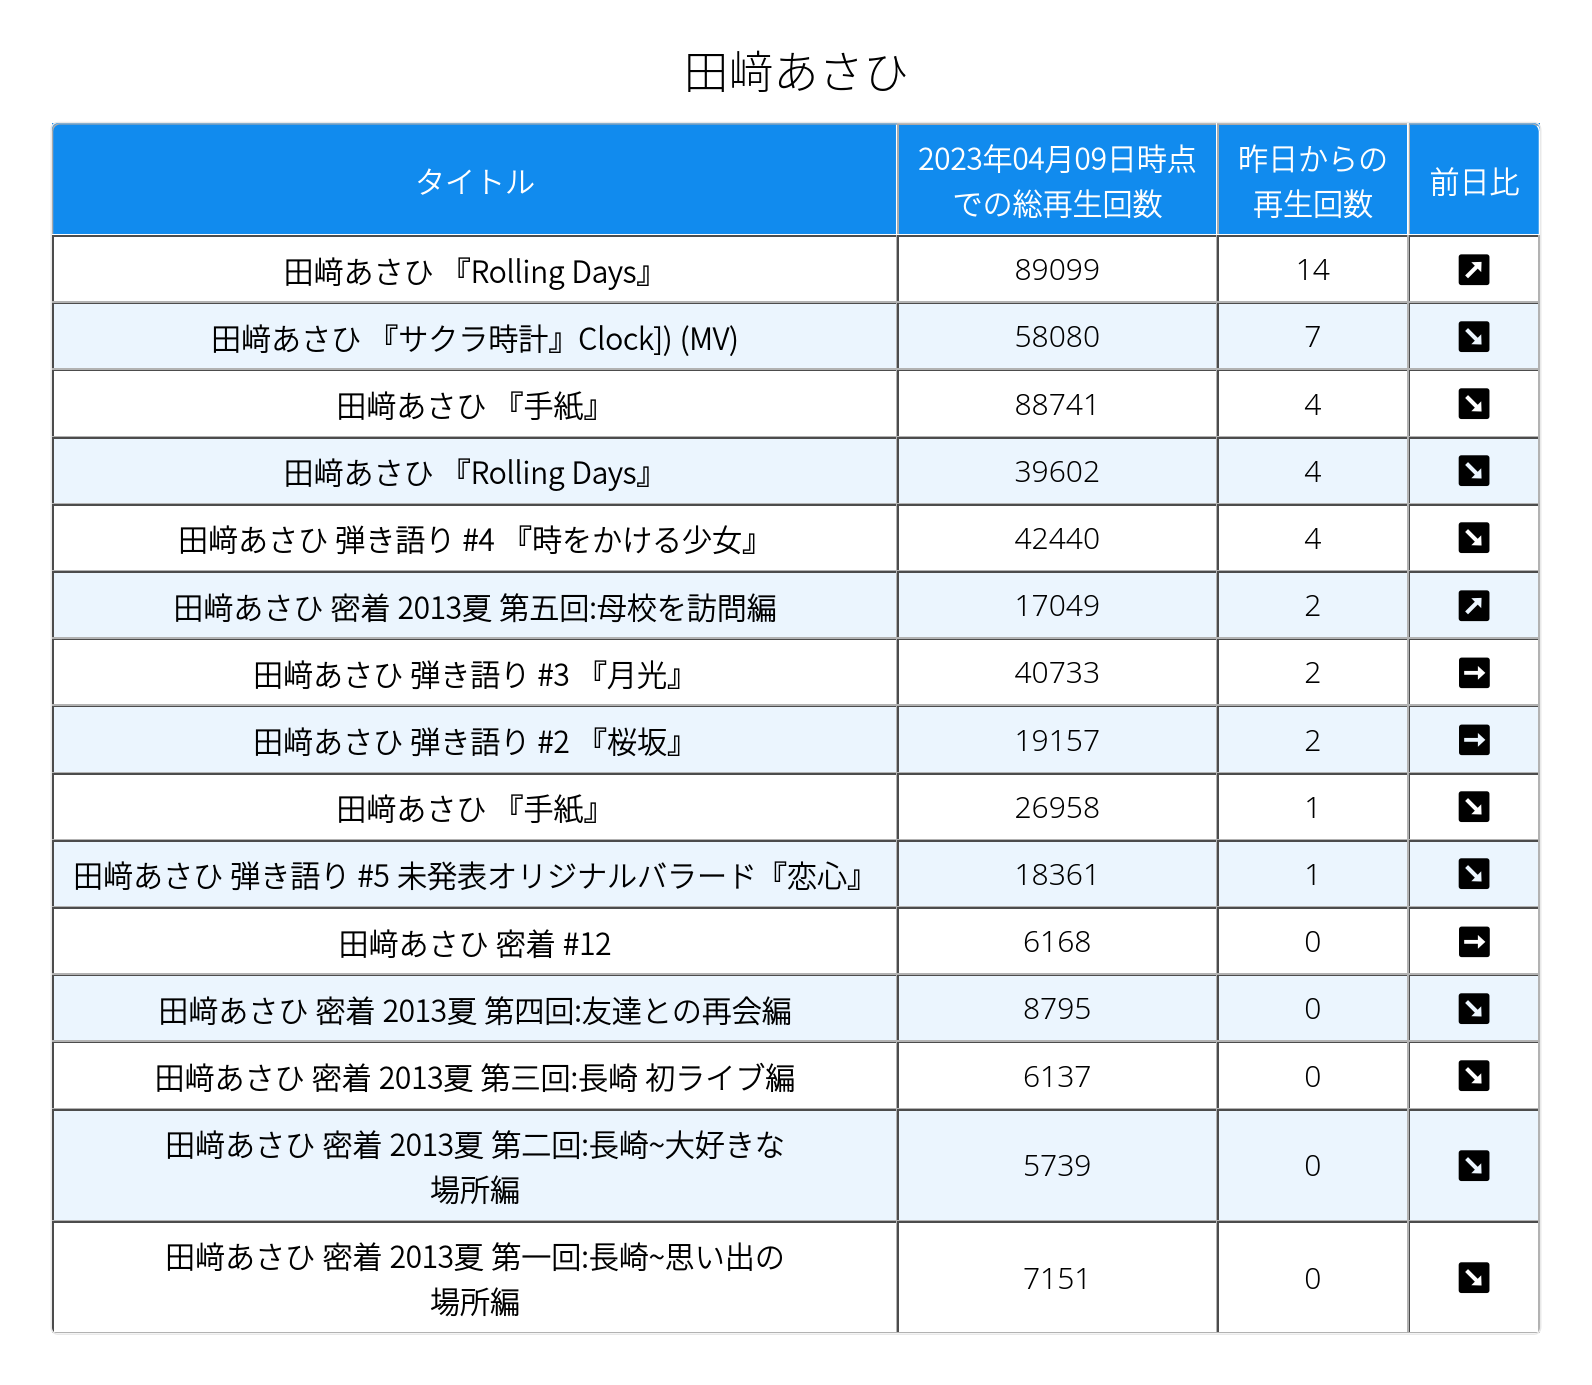 田﨑あさひ
タイトル
2023年04月09日時点
での総再生回数
昨日からの
再生回数
前日比
田﨑あさひ 『Rolling Days』 89099 14 ↗
田﨑あさひ 『サクラ時計』Clock]) (MV) 58080 7 ↘
田﨑あさひ 『手紙』 88741 4 ↘
田﨑あさひ 『Rolling Days』 39602 4 ↘
田﨑あさひ 弾き語り #4 『時をかける少女』 42440 4 ↘
田﨑あさひ 密着 2013夏 第五回:母校を訪問編 17049 2 ↗
田﨑あさひ 弾き語り #3 『月光』 40733 2 →
田﨑あさひ 弾き語り #2 『桜坂』 19157 2 →
田﨑あさひ 『手紙』 26958 1 ↘
田﨑あさひ 弾き語り #5 未発表オリジナルバラード『恋心』 18361 1 ↘
田﨑あさひ 密着 #12 6168 0 →
田﨑あさひ 密着 2013夏 第四回:友達との再会編 8795 0 ↘
田﨑あさひ 密着 2013夏 第三回:長崎 初ライブ編 6137 0 ↘
田﨑あさひ 密着 2013夏 第二回:長崎~大好きな
場所編 5739 0 ↘
田﨑あさひ 密着 2013夏 第一回:長崎~思い出の
場所編 7151 0 ↘